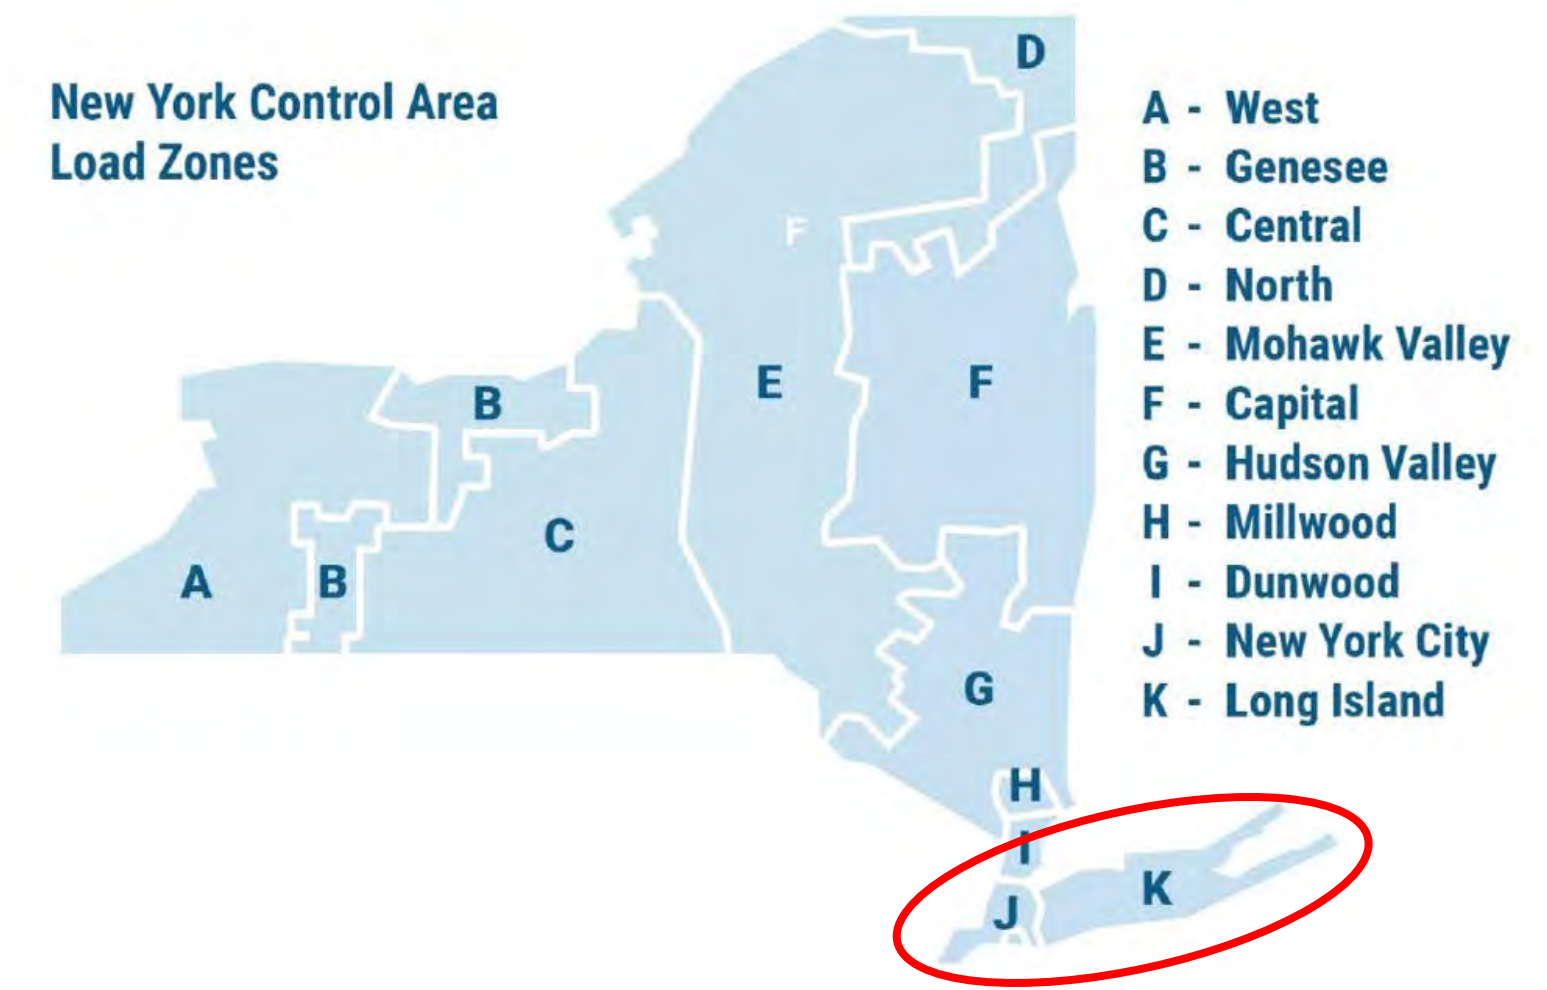 New York Control Area
Load Zones
A - West
B - Genesee
C - Central
D - North
E - Mohawk Valley
F - Capital
G - Hudson Valley
H - Millwood
I - Dunwood
J - New York City
K - Long Island
D
F
E
F
B
C
A
B
G
H
I
J
K